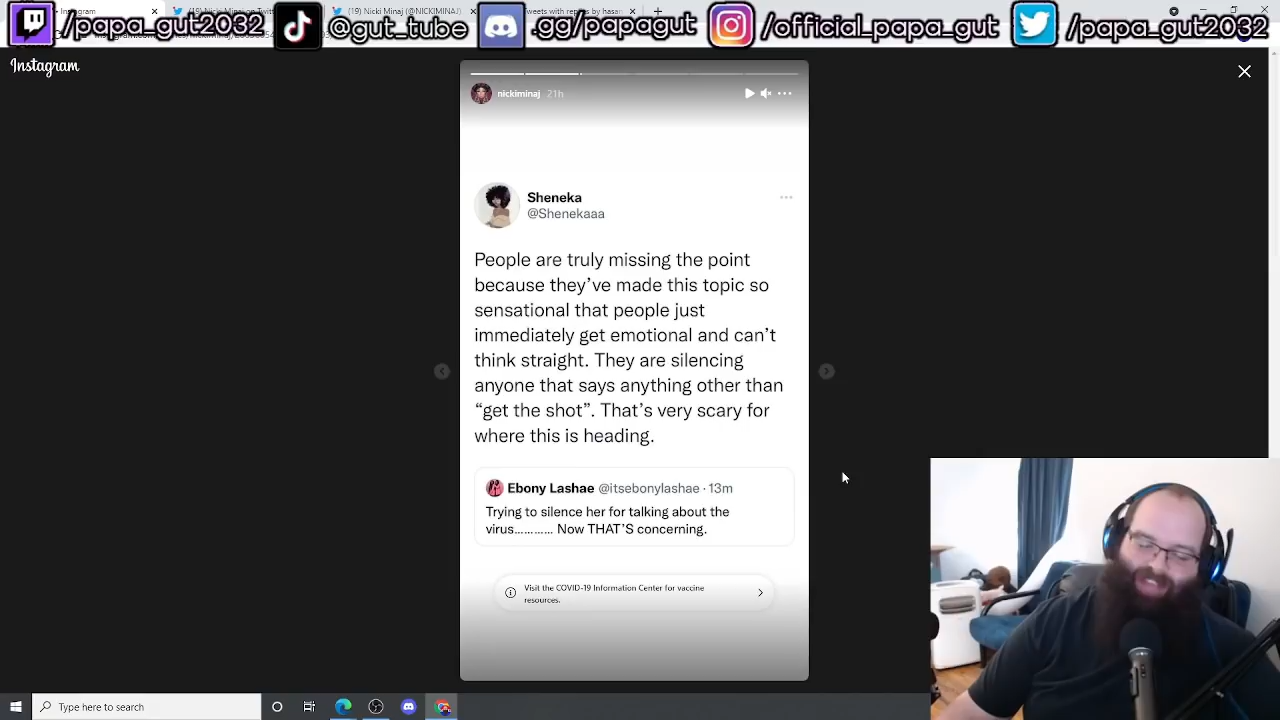 /papa_gut2032
@gut_tube
.gg/papagut
/official_papa_gut
/papa_gut2032
Instagram
nickiminaj 21h
Sheneka
@Shenekaaa
People are truly missing the point
because they've made this topic so
sensational that people just
immediately get emotional and can't
think straight. They are silencing
anyone that says anything other than
“get the shot”. That's very scary for
where this is heading.
Ebony Lashae @itsebonylashae · 13m
Trying to silence her for talking about the
virus............ Now THAT'S concerning.
Visit the COVID-19 Information Center for vaccine
resources.
Type here to search